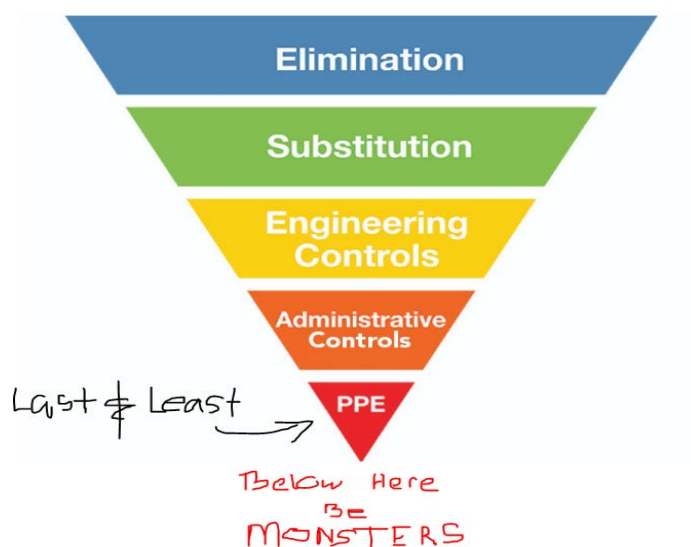 Elimination
Substitution
Engineering
Controls
Administrative
Controls
Last & Least
PPE
Below Here
BE
MONSTERS